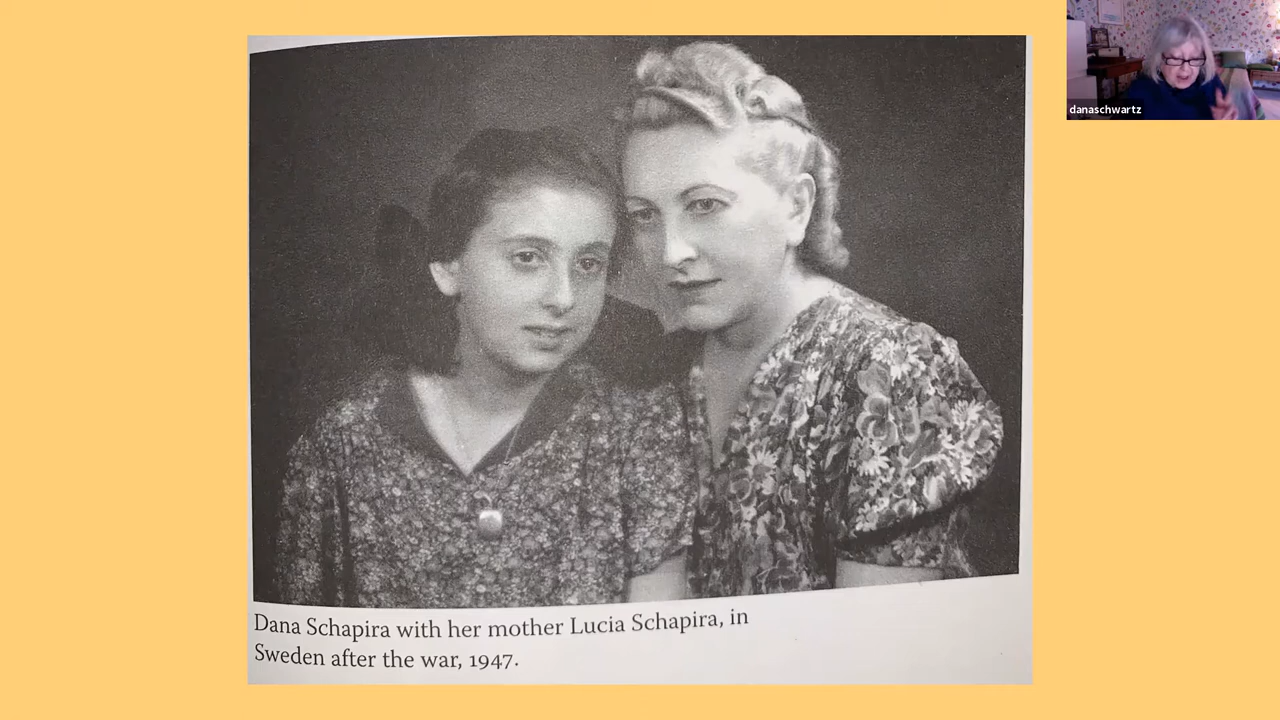 danaschwartz
Dana Schapira with her mother Lucia Schapira, in
Sweden after the war, 1947.